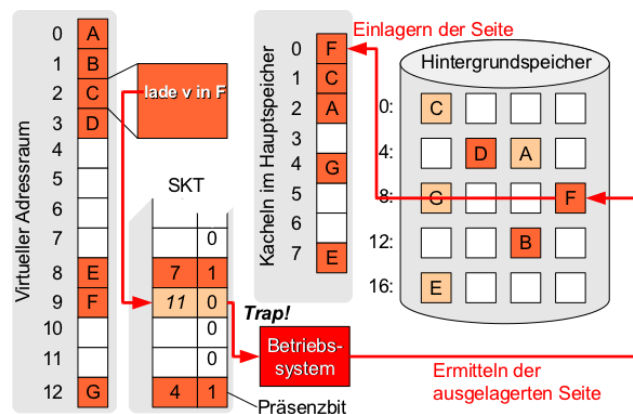 Virtueller Adressraum
0 A
1 B
2 C
3 D
4
5
6
7
8 E
9 F
10
11
12 G
lade v in F
SKT
0
7 1
11 0
0
0
4 1
Präsenzbit
Trap!
Betriebs-
system
Kacheln im Hauptspeicher
0 F
1 C
2 A
3
4 G
5
6
7 E
Einlagern der Seite
Hintergrundspeicher
0: C
4: D A
8: G F
12: B
16: E
Ermitteln der
ausgelagerten Seite